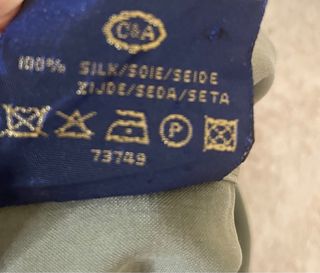 C&A
100% SILK/SOIE/SEIDE
ZIJDE/SEDA/SETA
P
73749